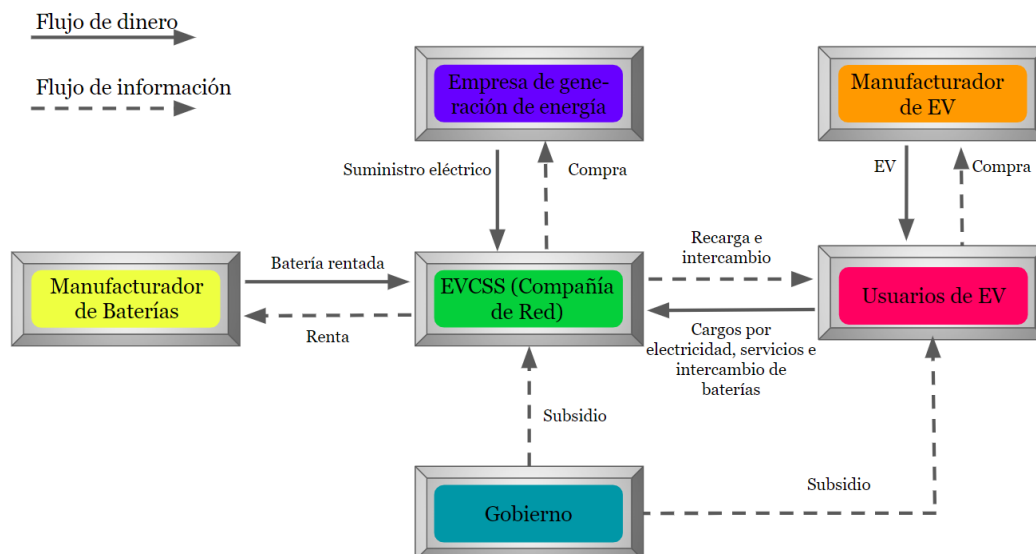 Flujo de dinero
Flujo de información
Empresa de gene-
ración de energía
Manufacturador
de EV
Suministro eléctrico
Compra
EV
Compra
Manufacturador
de Baterías
Batería rentada
Renta
EVCSS (Compañía
de Red)
Recarga e
intercambio
Cargos por
electricidad, servicios e
intercambio de
baterías
Usuarios de EV
Subsidio
Gobierno
Subsidio